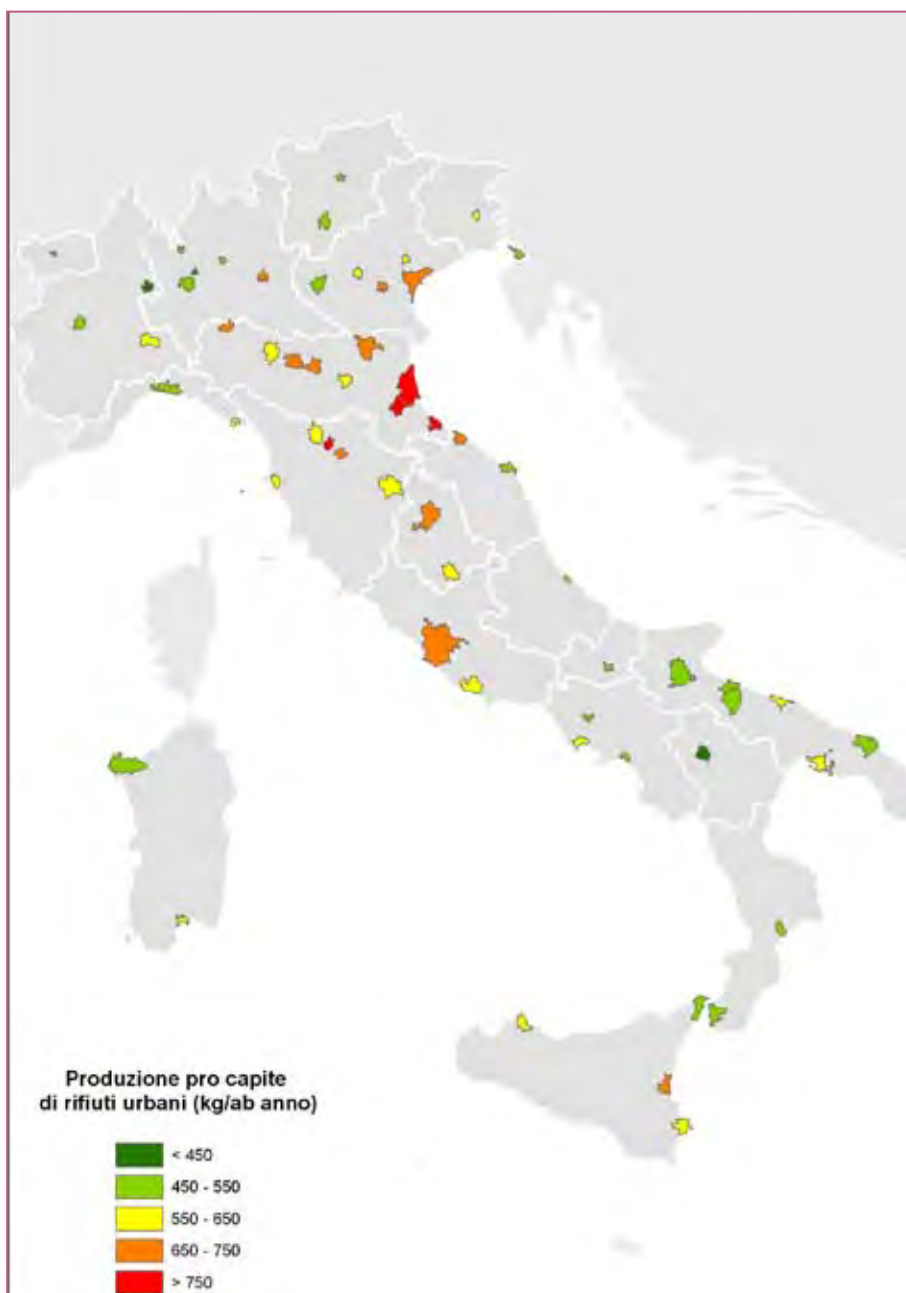 Produzione pro capite
di rifiuti urbani (kg/ab anno)
< 450
450 - 550
550 - 650
650 - 750
> 750